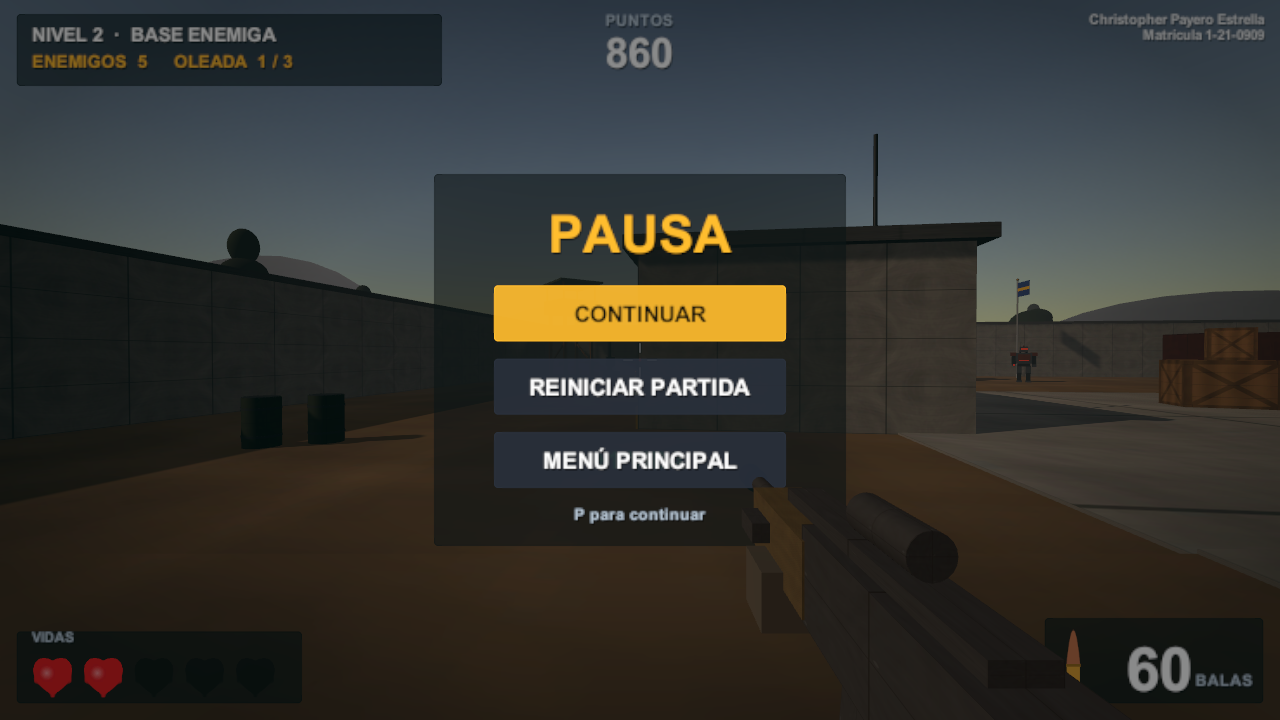 NIVEL 2 · BASE ENEMIGA
ENEMIGOS 5 OLEADA 1 / 3
PUNTOS
860
Christopher Payero Estrella
Matrícula 1-21-0909
PAUSA
CONTINUAR
REINICIAR PARTIDA
MENÚ PRINCIPAL
P para continuar
VIDAS
60 BALAS